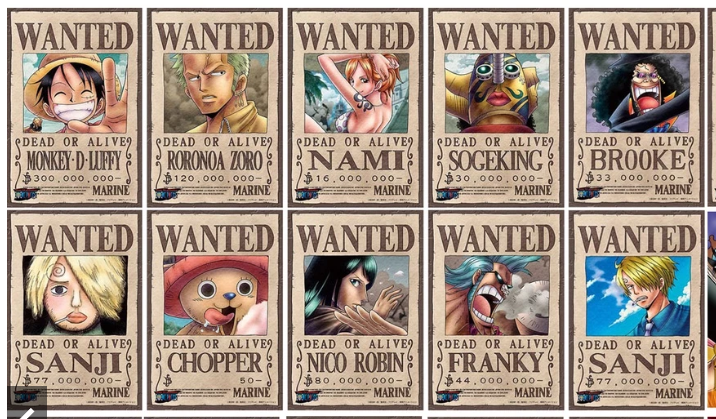 WANTED
DEAD OR ALIVE
MONKEY·D·LUFFY
300,000,000-
MARINE
WANTED
DEAD OR ALIVE
RORONOA ZORO
120,000,000-
MARINE
WANTED
DEAD OR ALIVE
NAMI
16,000,000-
MARINE
WANTED
DEAD OR ALIVE
SOGEKING
30,000,000-
MARINE
WANTED
DEAD OR ALIVE
BROOKE
33,000,000-
MARINE
WANTED
DEAD OR ALIVE
SANJI
77,000,000-
MARINE
WANTED
DEAD OR ALIVE
CHOPPER
50-
MARINE
WANTED
DEAD OR ALIVE
NICO ROBIN
80,000,000-
MARINE
WANTED
DEAD OR ALIVE
FRANKY
44,000,000-
MARINE
WANTED
DEAD OR ALIVE
SANJI
77,000,000-
MARINE